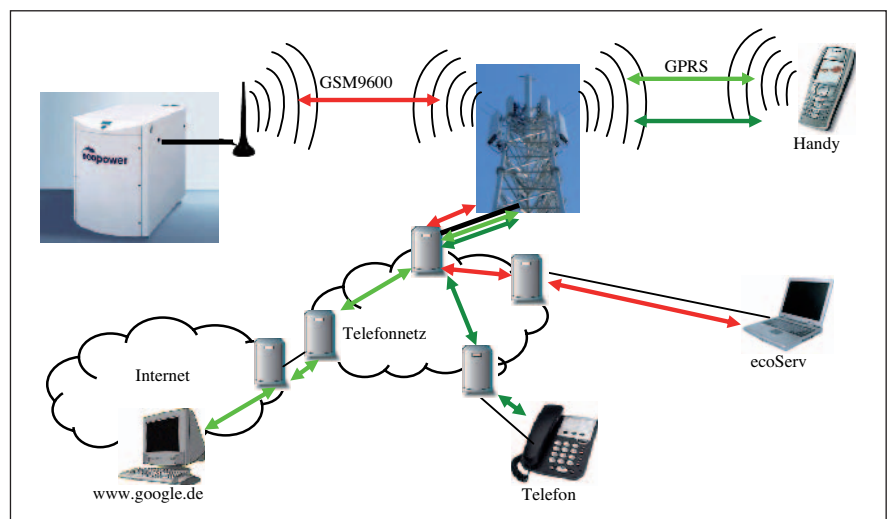 GSM9600
GPRS
ecopower
Handy
Telefonnetz
Internet
ecoServ
www.google.de
Telefon